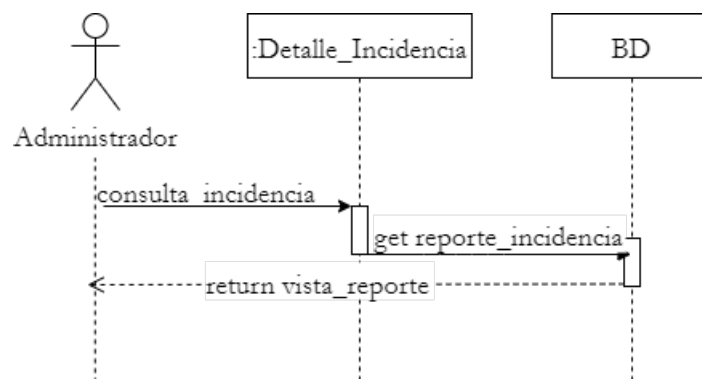 :Detalle_Incidencia
BD
Administrador
consulta_incidencia
get reporte_incidencia
return vista_reporte